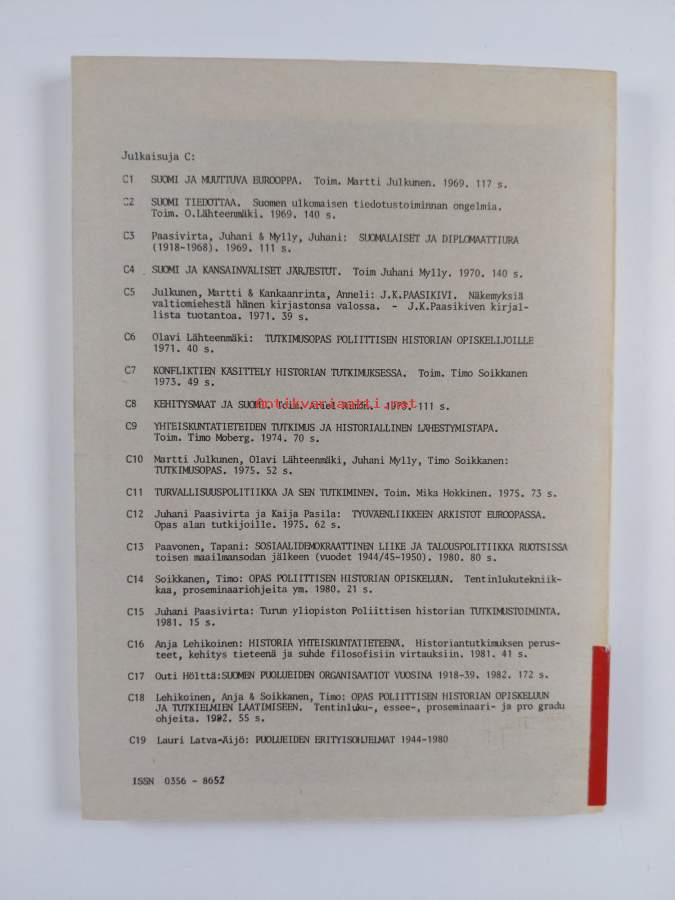 Julkaisuja C:
C1 SUOMI JA MUUTTUVA EUROOPPA. Toim. Martti Julkunen. 1969. 117 s.
C2 SUOMI TIEDOTTAA. Suomen ulkomaisen tiedotustoiminnan ongelmia.
Toim. O.Lähteenmäki. 1969. 140 s.
C3 Paasivirta, Juhani & Mylly, Juhani: SUOMALAISET JA DIPLOMAATTIURA
(1918-1968). 1969. 111 s.
C4 SUOMI JA KANSAINVÄLISET JÄRJESTÖT. Toim Juhani Mylly. 1970. 140 s.
C5 Julkunen, Martti & Kankaanrinta, Anneli: J.K.PAASIKIVI. Näkemyksiä
valtiomiehestä hänen kirjastonsa valossa. - J.K.Paasikiven kirjal-
lista tuotantoa. 1971. 39 s.
C6 Olavi Lähteenmäki: TUTKIMUSOPAS POLIITTISEN HISTORIAN OPISKELIJOILLE
1971. 40 s.
C7 KONFLIKTIEN KÄSITTELY HISTORIAN TUTKIMUKSESSA. Toim. Timo Soikkanen
1973. 49 s.
C8 KEHITYSMAAT JA SUOMI. Toim. 1973. 111 s.
antikvariaatti.net
C9 YHTEISKUNTATIETEIDEN TUTKIMUS JA HISTORIALLINEN LÄHESTYMISTAPA.
Toim. Timo Moberg. 1974. 70 s.
C10 Martti Julkunen, Olavi Lähteenmäki, Juhani Mylly, Timo Soikkanen:
TUTKIMUSOPAS. 1975. 52 s.
C11 TURVALLISUUSPOLITIIKKA JA SEN TUTKIMINEN. Toim. Mika Hokkinen. 1975. 73 s.
C12 Juhani Paasivirta ja Kaija Pasila: TYÖVÄENLIIKKEEN ARKISTOT EUROOPASSA.
Opas alan tutkijoille. 1975. 62 s.
C13 Paavonen, Tapani: SOSIAALIDEMOKRAATTINEN LIIKE JA TALOUSPOLITIIKKA RUOTSISSA
toisen maailmansodan jälkeen (vuodet 1944/45-1950). 1980. 80 s.
C14 Soikkanen, Timo: OPAS POLIITTISEN HISTORIAN OPISKELUUN. Tentinlukutekniik-
kaa, proseminaariohjeita ym. 1980. 21 s.
C15 Juhani Paasivirta: Turun yliopiston Poliittisen historian TUTKIMUSTOIMINTA.
1981. 15 s.
C16 Anja Lehikoinen: HISTORIA YHTEISKUNTATIETEENÄ. Historiantutkimuksen perus-
teet, kehitys tieteenä ja suhde filosofisiin virtauksiin. 1981. 41 s.
C17 Outi Hölttä:SUOMEN PUOLUEIDEN ORGANISAATIOT VUOSINA 1918-39. 1982. 172 s.
C18 Lehikoinen, Anja & Soikkanen, Timo: OPAS POLIITTISEN HISTORIAN OPISKELUUN
JA TUTKIELMIEN LAATIMISEEN. Tentinluku-, essee-, proseminaari- ja pro gradu
ohjeita. 1982. 55 s.
C19 Lauri Latva-Äijö: PUOLUEIDEN ERITYISOHJELMAT 1944-1980
ISSN 0356 - 8652